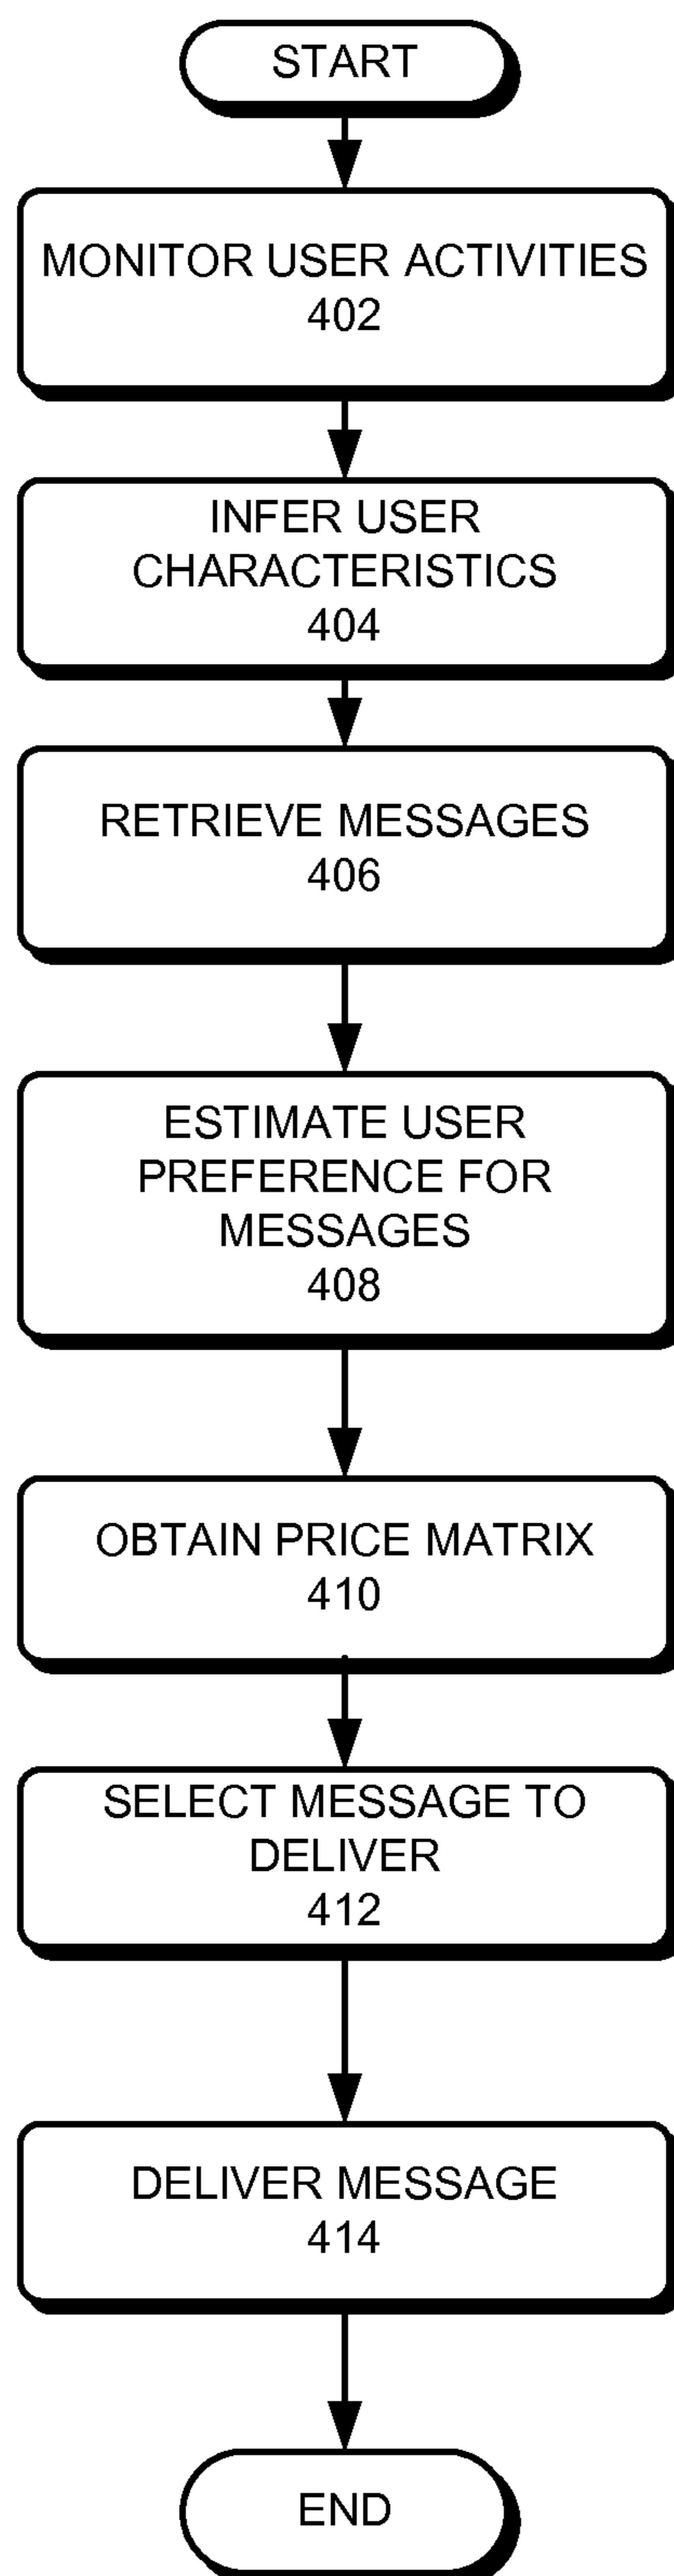 START
MONITOR USER ACTIVITIES
402
INFER USER
CHARACTERISTICS
404
RETRIEVE MESSAGES
406
ESTIMATE USER
PREFERENCE FOR
MESSAGES
408
OBTAIN PRICE MATRIX
410
SELECT MESSAGE TO
DELIVER
412
DELIVER MESSAGE
414
END